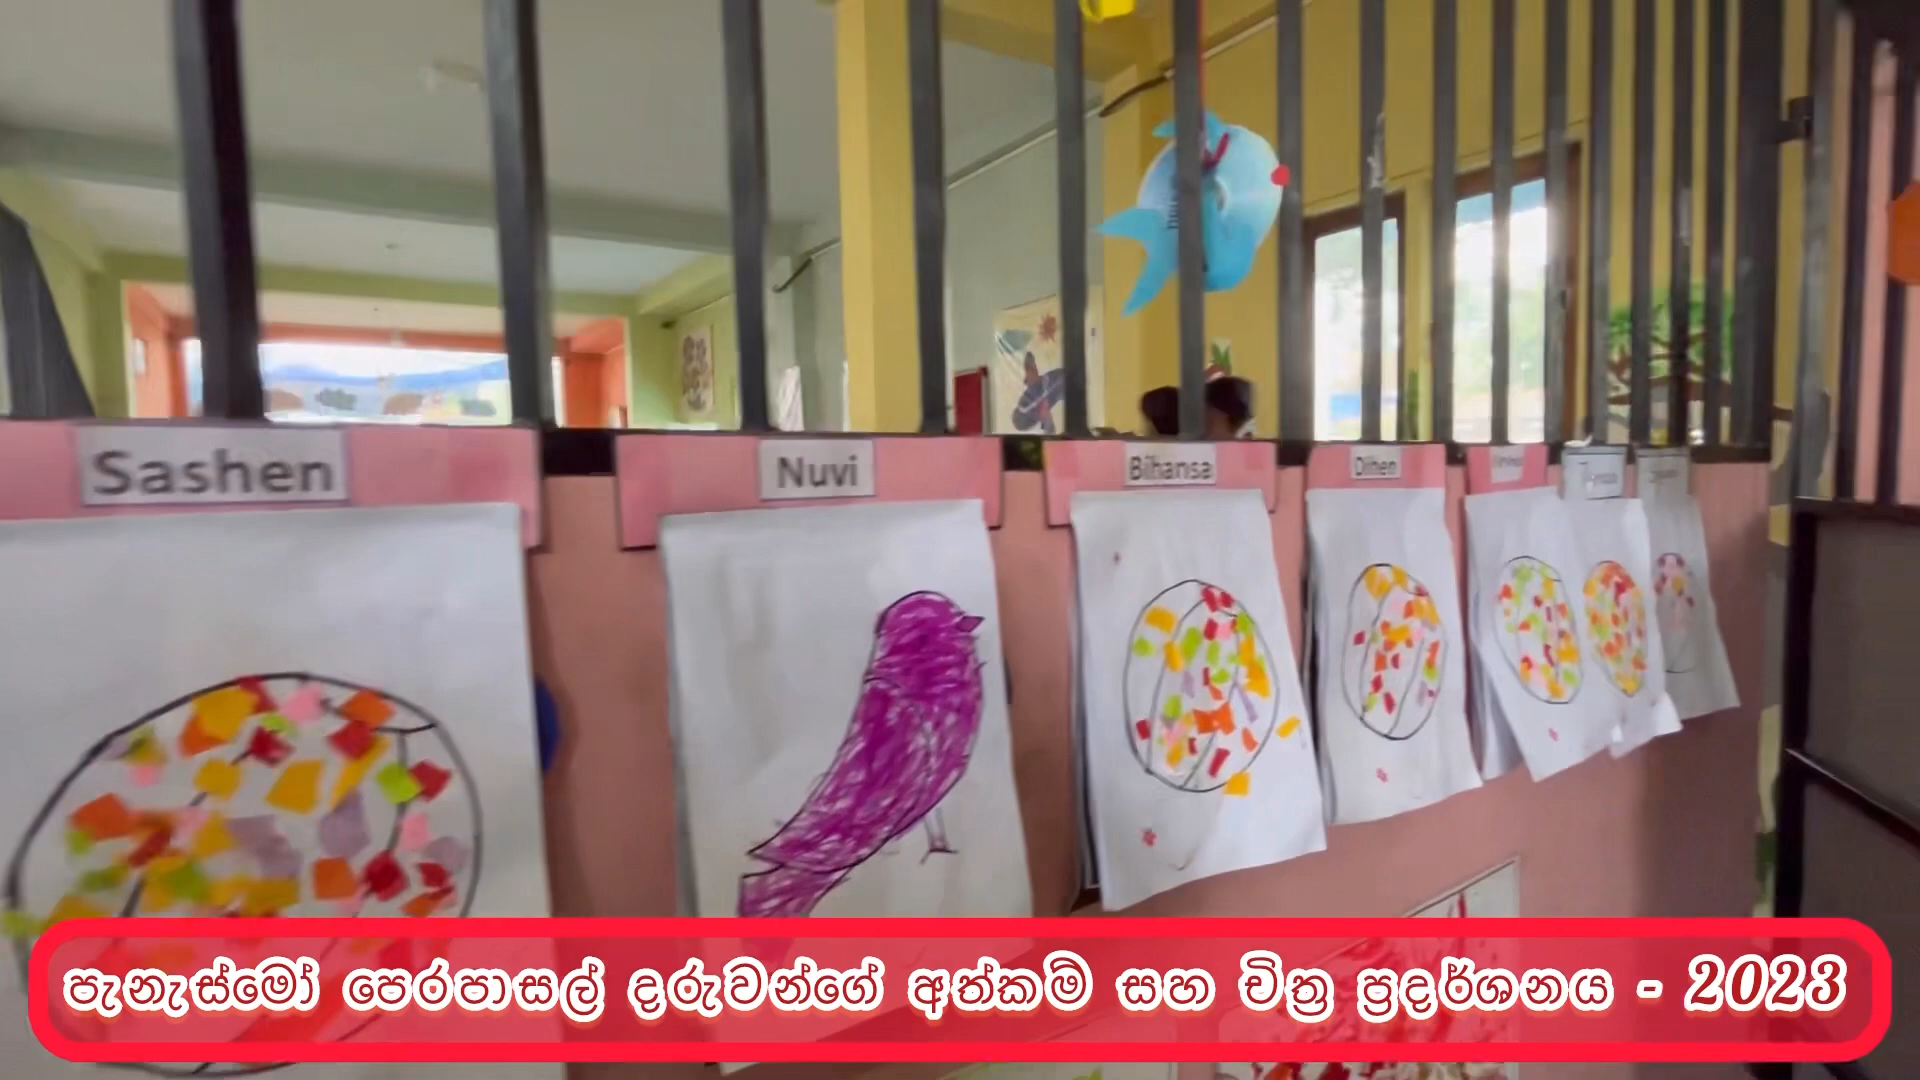 Sashen
Nuvi
Bihansa
Dihen
පැනැස්මෝ පෙරපාසල් දරුවන්ගේ අත්කම් සහ චිත්‍ර ප්‍රදර්ශනය - 2023